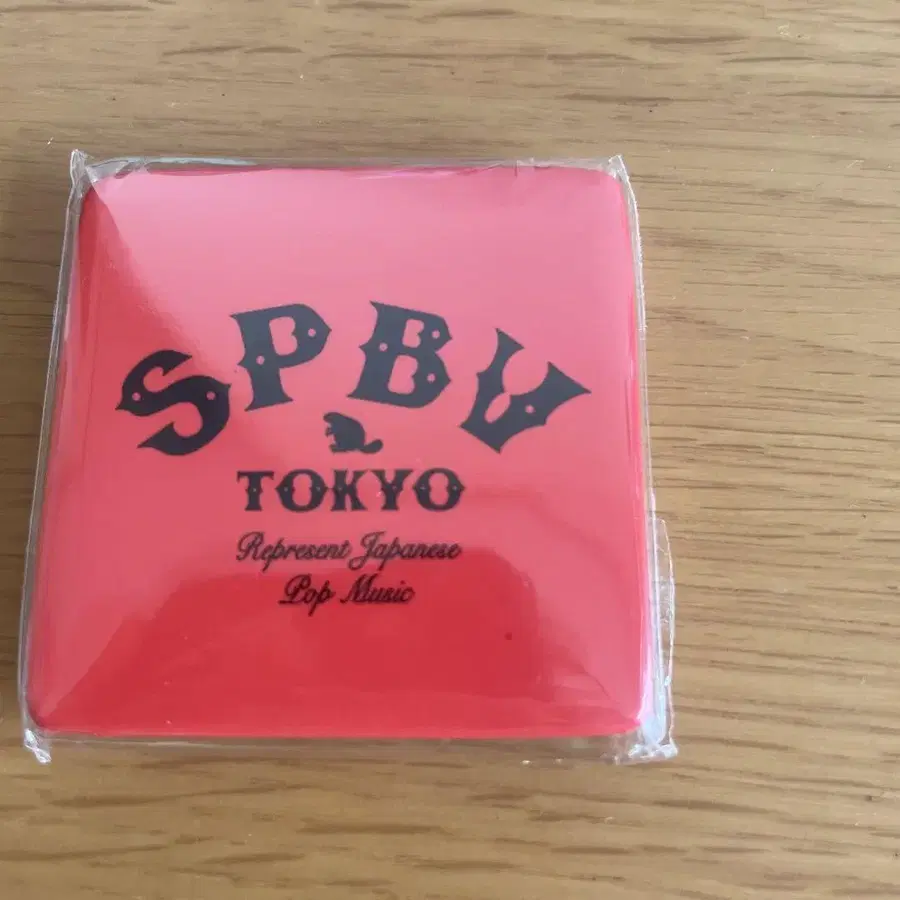 SPBV
TOKYO
Represent Japanese
Pop Music